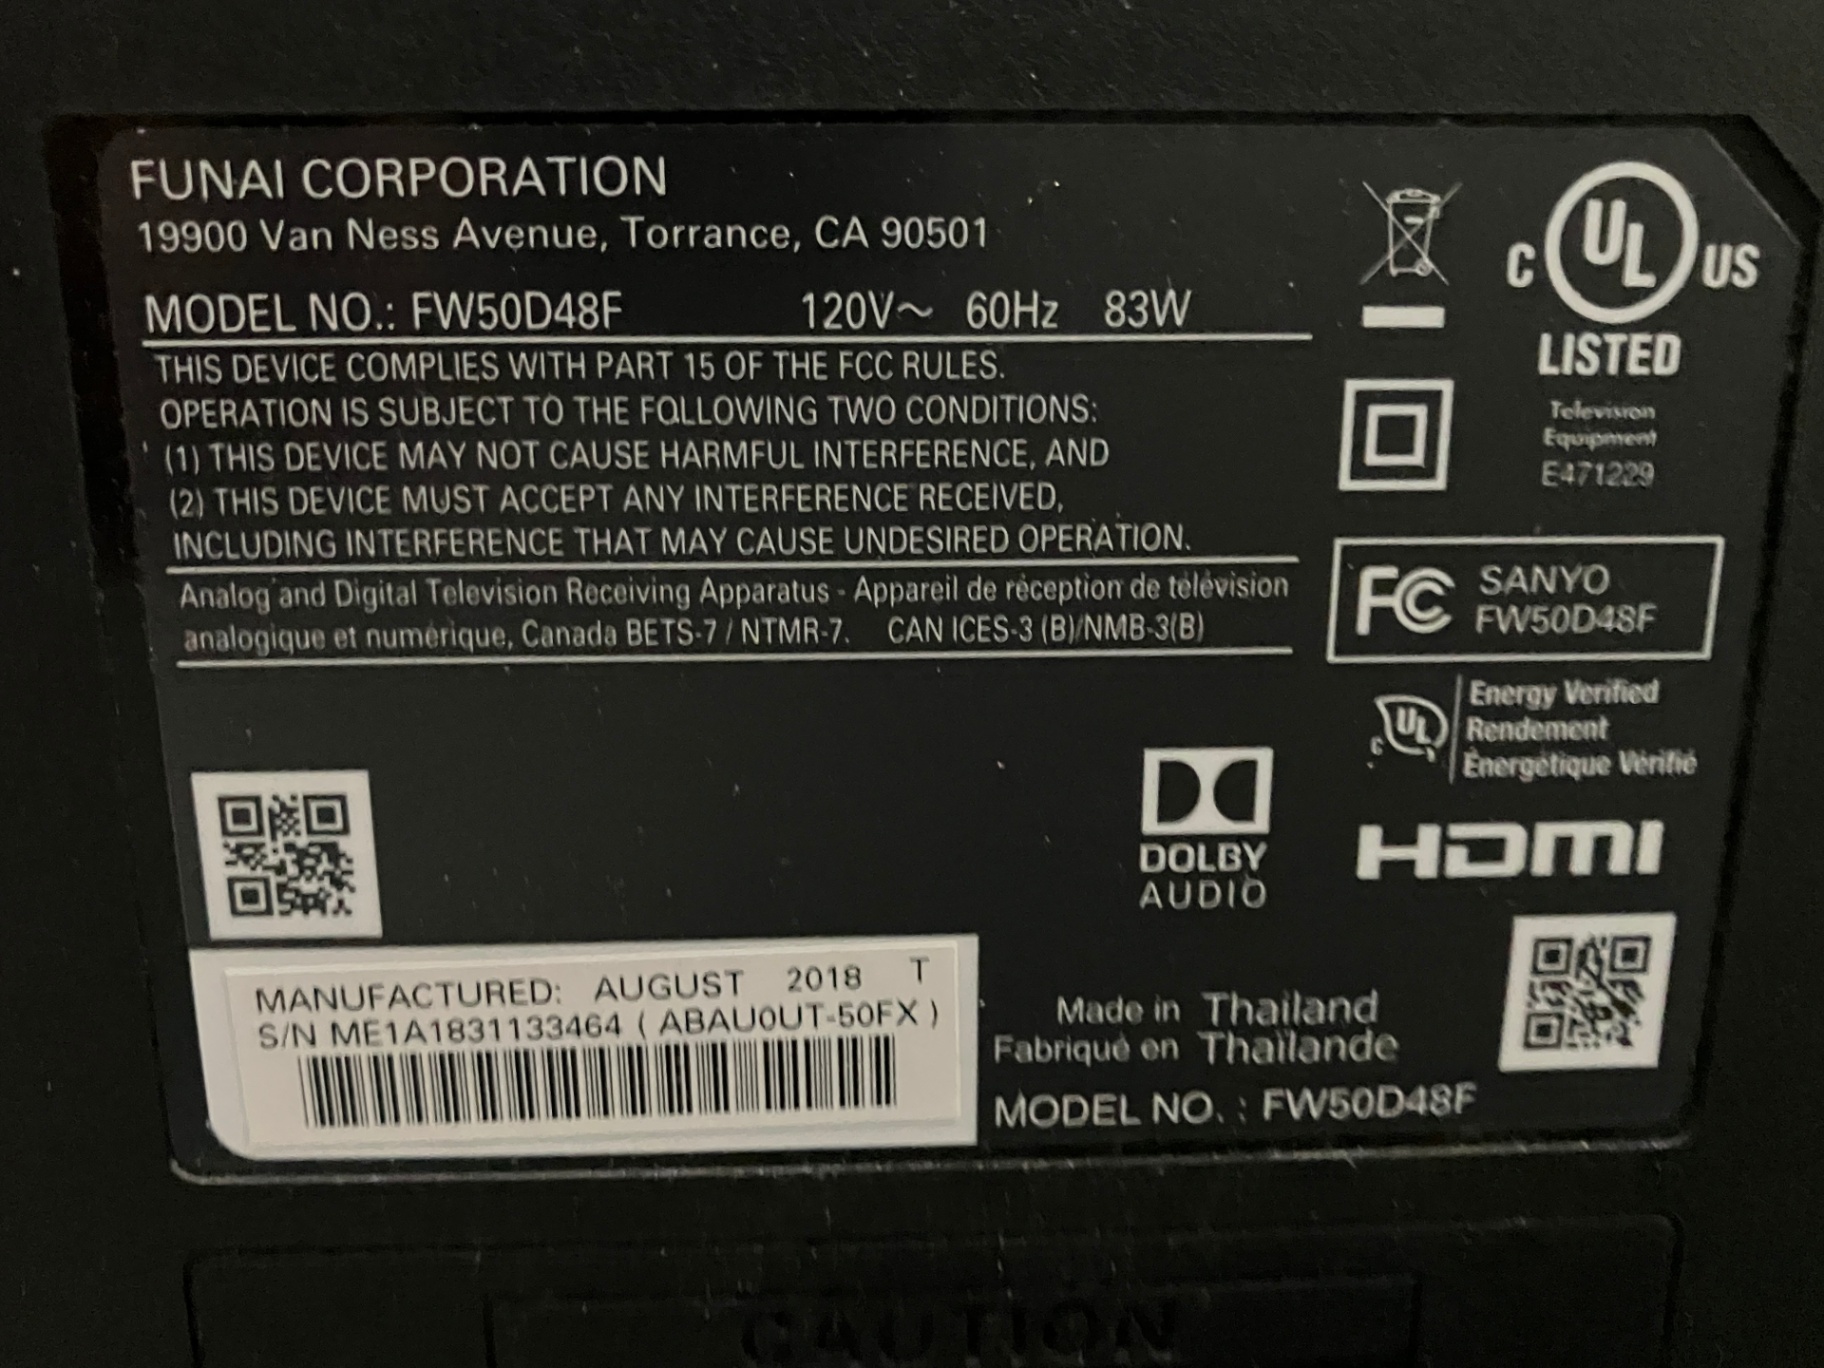 FUNAI CORPORATION
19900 Van Ness Avenue, Torrance, CA 90501
MODEL NO.: FW50D48F 120V~ 60Hz 83W
THIS DEVICE COMPLIES WITH PART 15 OF THE FCC RULES.
OPERATION IS SUBJECT TO THE FOLLOWING TWO CONDITIONS:
(1) THIS DEVICE MAY NOT CAUSE HARMFUL INTERFERENCE, AND
(2) THIS DEVICE MUST ACCEPT ANY INTERFERENCE RECEIVED,
INCLUDING INTERFERENCE THAT MAY CAUSE UNDESIRED OPERATION.
Analog and Digital Television Receiving Apparatus - Appareil de réception de télévision
analogique et numérique, Canada BETS-7 / NTMR-7. CAN ICES-3 (B)/NMB-3(B)
C UL US
LISTED
Television
Equipment
E471229
FC SANYO
FW50D48F
C UL Energy Verified
Rendement
Énergétique Vérifié
DOLBY
AUDIO
HDMI
MANUFACTURED: AUGUST 2018 T
S/N ME1A1831133464 ( ABAU0UT-50FX )
Made in Thailand
Fabriqué en Thaïlande
MODEL NO. : FW50D48F
CAUTION